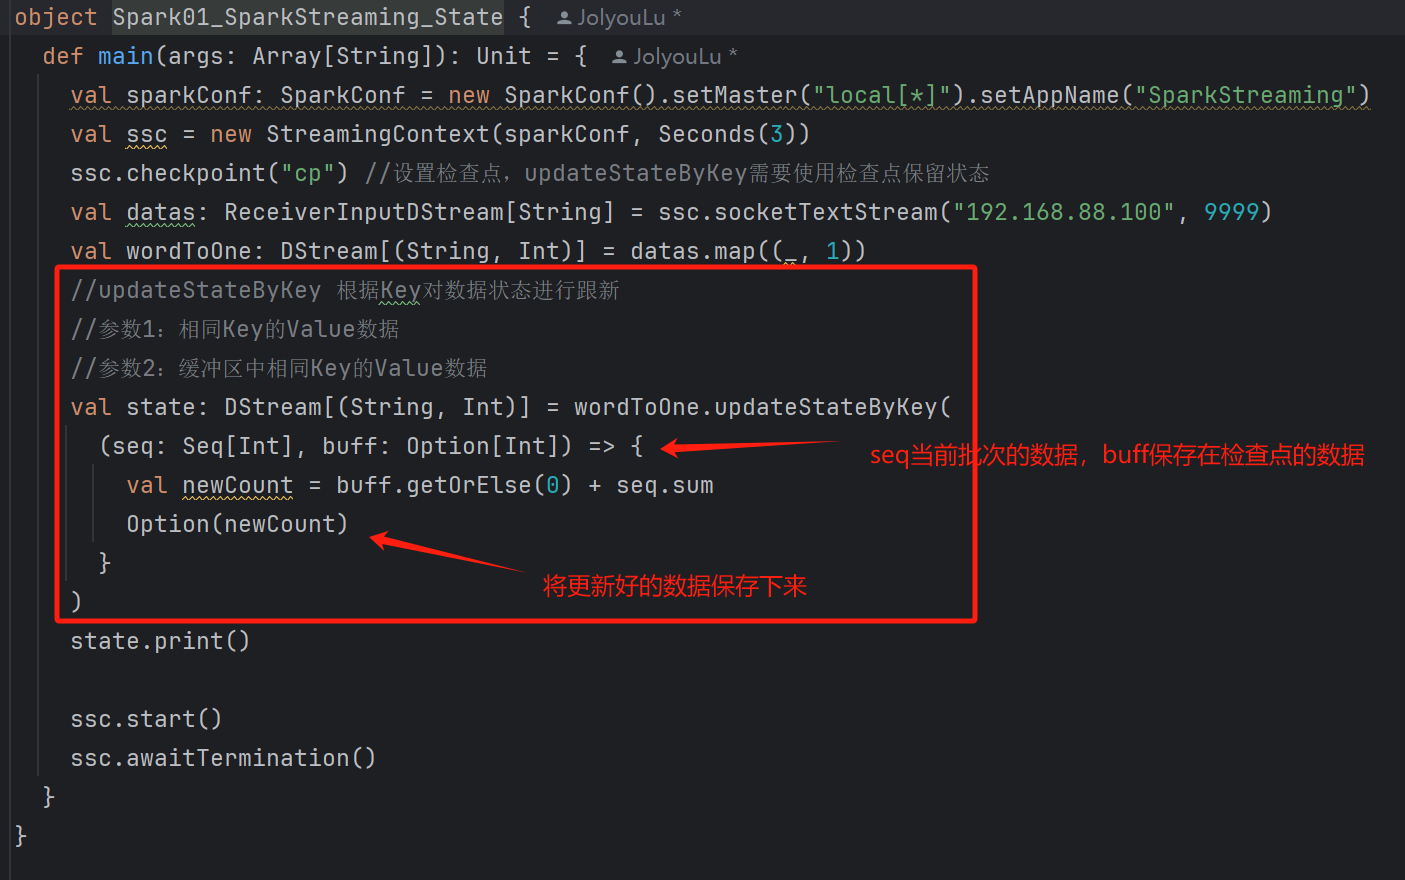 object Spark01_SparkStreaming_State { JolyouLu *
def main(args: Array[String]): Unit = { JolyouLu *
val sparkConf: SparkConf = new SparkConf().setMaster("local[*]").setAppName("SparkStreaming")
val ssc = new StreamingContext(sparkConf, Seconds(3))
ssc.checkpoint("cp") //设置检查点，updateStateByKey需要使用检查点保留状态
val datas: ReceiverInputDStream[String] = ssc.socketTextStream("192.168.88.100", 9999)
val wordToOne: DStream[(String, Int)] = datas.map((_, 1))
//updateStateByKey 根据Key对数据状态进行跟新
//参数1：相同Key的Value数据
//参数2：缓冲区中相同Key的Value数据
val state: DStream[(String, Int)] = wordToOne.updateStateByKey(
(seq: Seq[Int], buff: Option[Int]) => {
seq当前批次的数据，buff保存在检查点的数据
val newCount = buff.getOrElse(0) + seq.sum
Option(newCount)
}
将更新好的数据保存下来
)
state.print()
ssc.start()
ssc.awaitTermination()
}
}